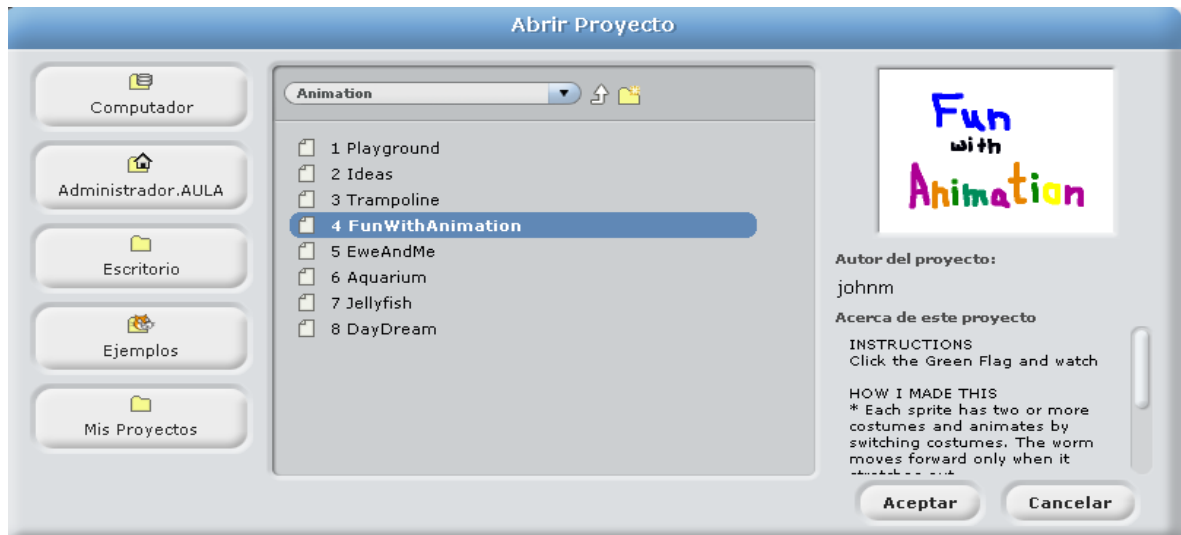 Abrir Proyecto
Computador
Administrador.AULA
Escritorio
Ejemplos
Mis Proyectos
Animation
1 Playground
2 Ideas
3 Trampoline
4 FunWithAnimation
5 EweAndMe
6 Aquarium
7 Jellyfish
8 DayDream
Fun
with
Animation
Autor del proyecto:
johnm
Acerca de este proyecto
INSTRUCTIONS
Click the Green Flag and watch
HOW I MADE THIS
* Each sprite has two or more
costumes and animates by
switching costumes. The worm
moves forward only when it
Aceptar
Cancelar